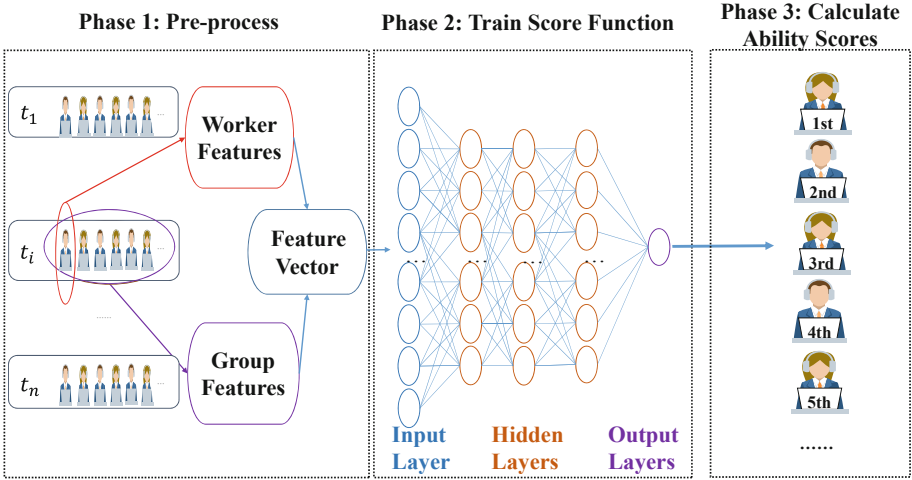 Phase 1: Pre-process
t₁
...
Worker
Features
tᵢ
...
Feature
Vector
......
Group
Features
tₙ
...
Phase 2: Train Score Function
... ... ... ...
Input
Layer
Hidden
Layers
Output
Layers
Phase 3: Calculate
Ability Scores
1st
2nd
3rd
4th
5th
......